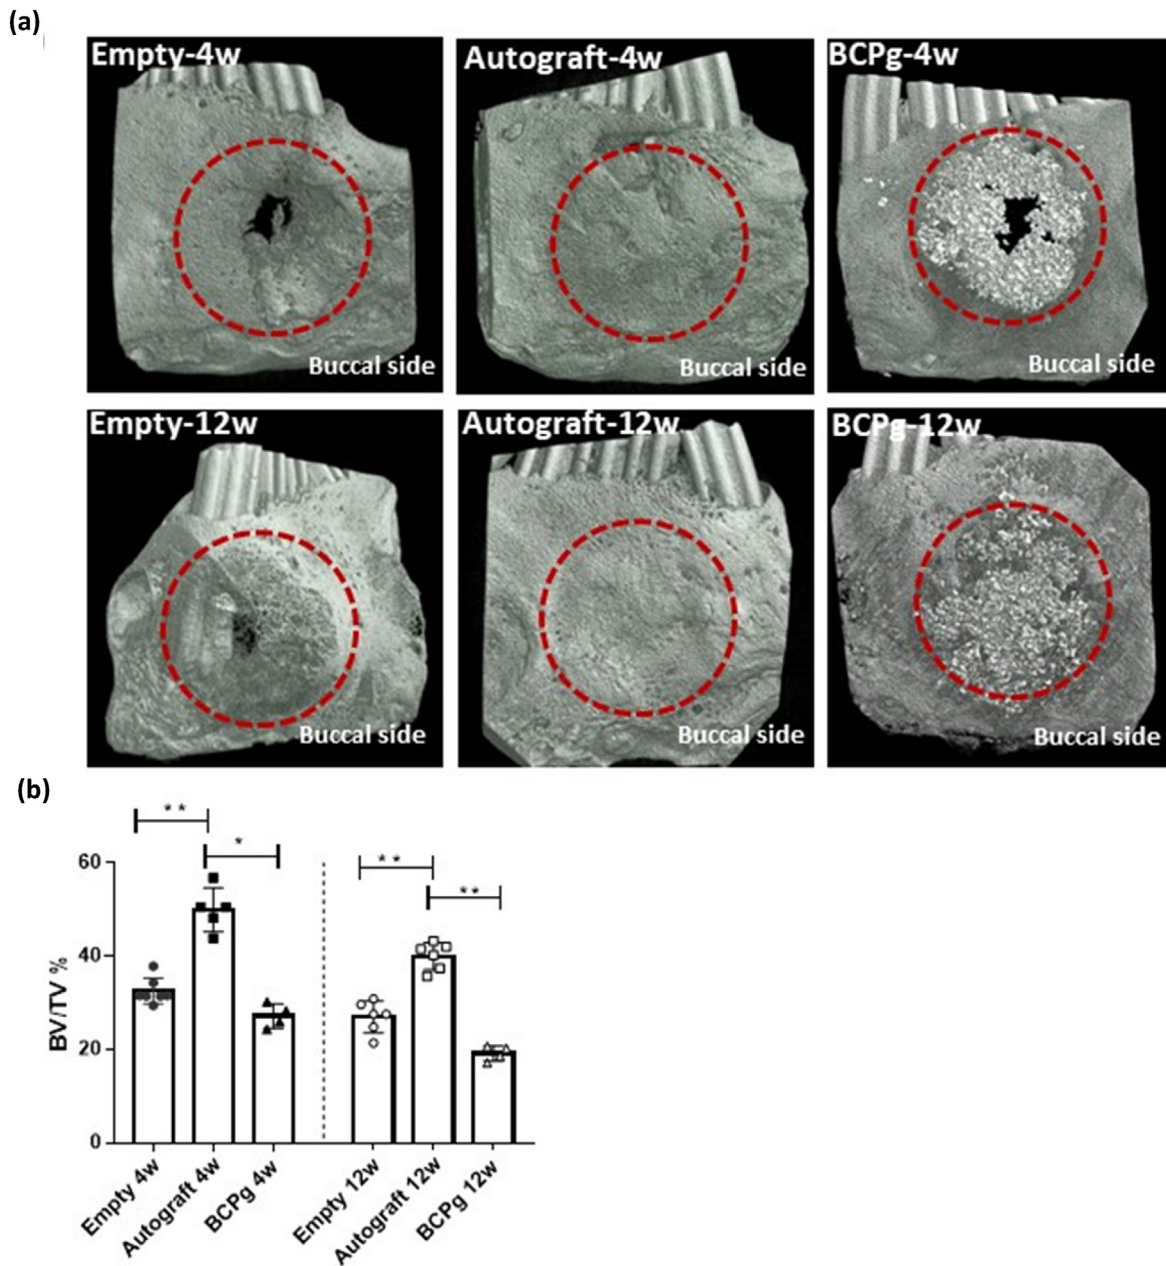 (a)
Empty-4w
Autograft-4w
BCPg-4w
Buccal side
Buccal side
Buccal side
Empty-12w
Autograft-12w
BCPg-12w
Buccal side
Buccal side
Buccal side
(b)
**
*
**
**
60
40
20
0
BV/TV %
Empty 4w
Autograft 4w
BCPg 4w
Empty 12w
Autograft 12w
BCPg 12w